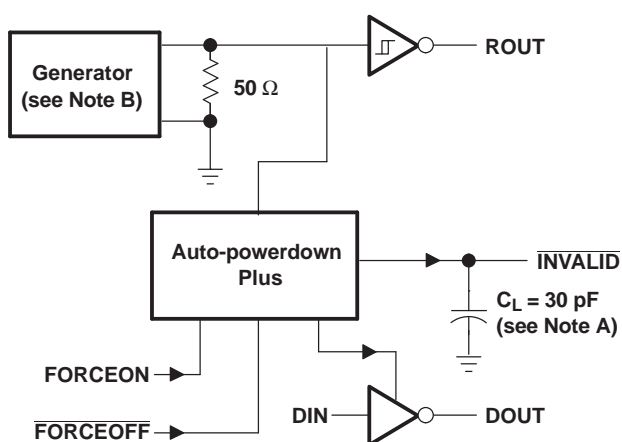 Generator
(see Note B)
50 Ω
ROUT
Auto-powerdown
Plus
INVALID
C_L = 30 pF
(see Note A)
FORCEON
FORCEOFF
DIN
DOUT